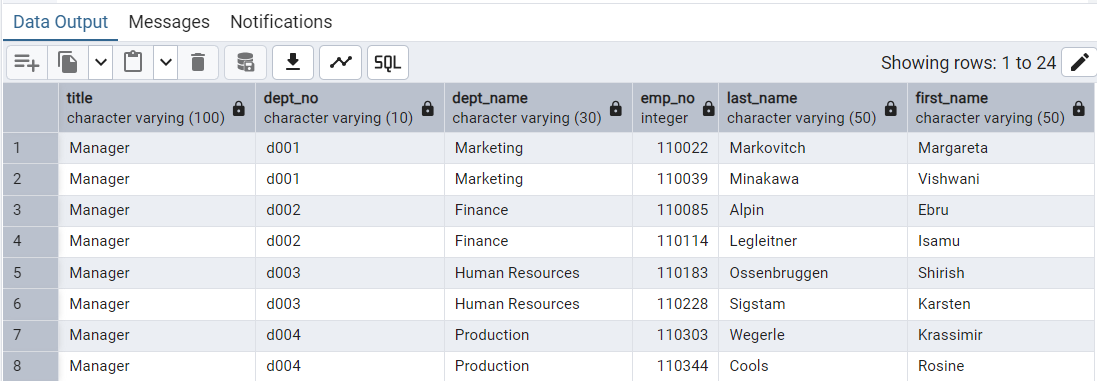 Data Output Messages Notifications
SQL Showing rows: 1 to 24
title dept_no dept_name emp_no last_name first_name
character varying (100) character varying (10) character varying (30) integer character varying (50) character varying (50)
1 Manager d001 Marketing 110022 Markovitch Margareta
2 Manager d001 Marketing 110039 Minakawa Vishwani
3 Manager d002 Finance 110085 Alpin Ebru
4 Manager d002 Finance 110114 Legleitner Isamu
5 Manager d003 Human Resources 110183 Ossenbruggen Shirish
6 Manager d003 Human Resources 110228 Sigstam Karsten
7 Manager d004 Production 110303 Wegerle Krassimir
8 Manager d004 Production 110344 Cools Rosine